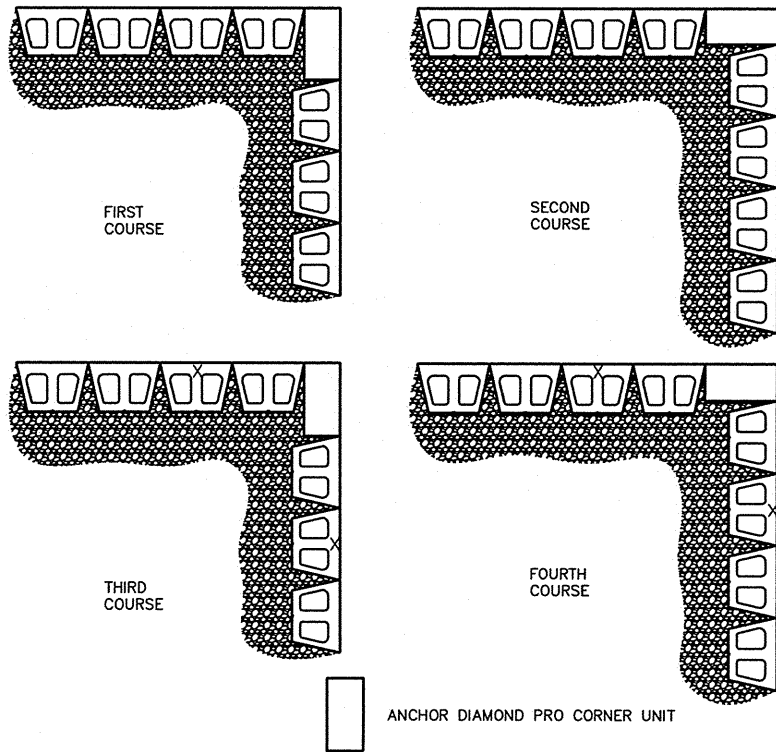 FIRST
COURSE
SECOND
COURSE
X
X
X
X
THIRD
COURSE
FOURTH
COURSE
ANCHOR DIAMOND PRO CORNER UNIT